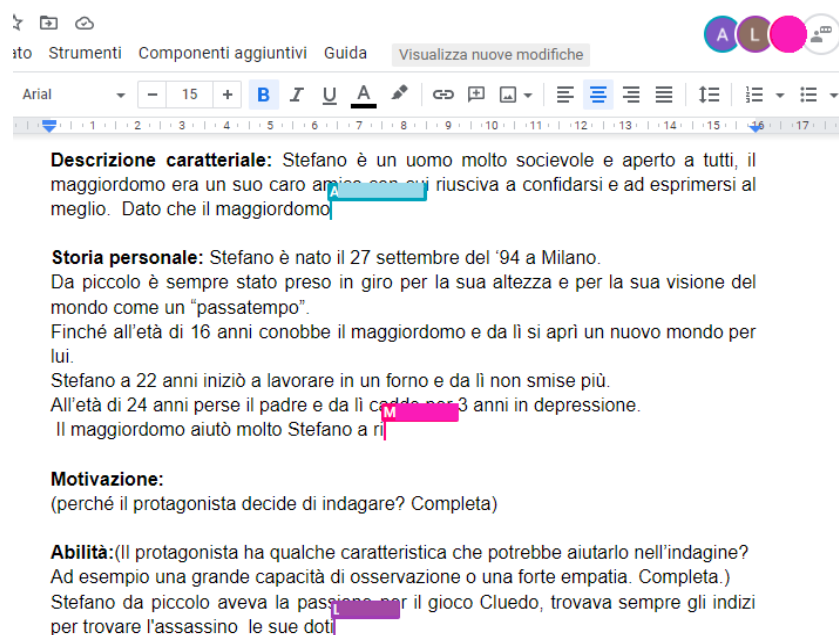 ato Strumenti Componenti aggiuntivi Guida Visualizza nuove modifiche
A L
Arial − 15 + B I U A
1 2 3 4 5 6 7 8 9 10 11 12 13 14 15 16 17
Descrizione caratteriale: Stefano è un uomo molto socievole e aperto a tutti, il
maggiordomo era un suo caro riusciva a confidarsi e ad esprimersi al
A
meglio. Dato che il maggiordomo
Storia personale: Stefano è nato il 27 settembre del ‘94 a Milano.
Da piccolo è sempre stato preso in giro per la sua altezza e per la sua visione del
mondo come un “passatempo”.
Finché all’età di 16 anni conobbe il maggiordomo e da lì si aprì un nuovo mondo per
lui.
Stefano a 22 anni iniziò a lavorare in un forno e da lì non smise più.
All’età di 24 anni perse il padre e da lì cadde per 3 anni in depressione.
M
Il maggiordomo aiutò molto Stefano a ri
Motivazione:
(perché il protagonista decide di indagare? Completa)
Abilità:(Il protagonista ha qualche caratteristica che potrebbe aiutarlo nell’indagine?
Ad esempio una grande capacità di osservazione o una forte empatia. Completa.)
Stefano da piccolo aveva la passione per il gioco Cluedo, trovava sempre gli indizi
L
per trovare l'assassino le sue doti